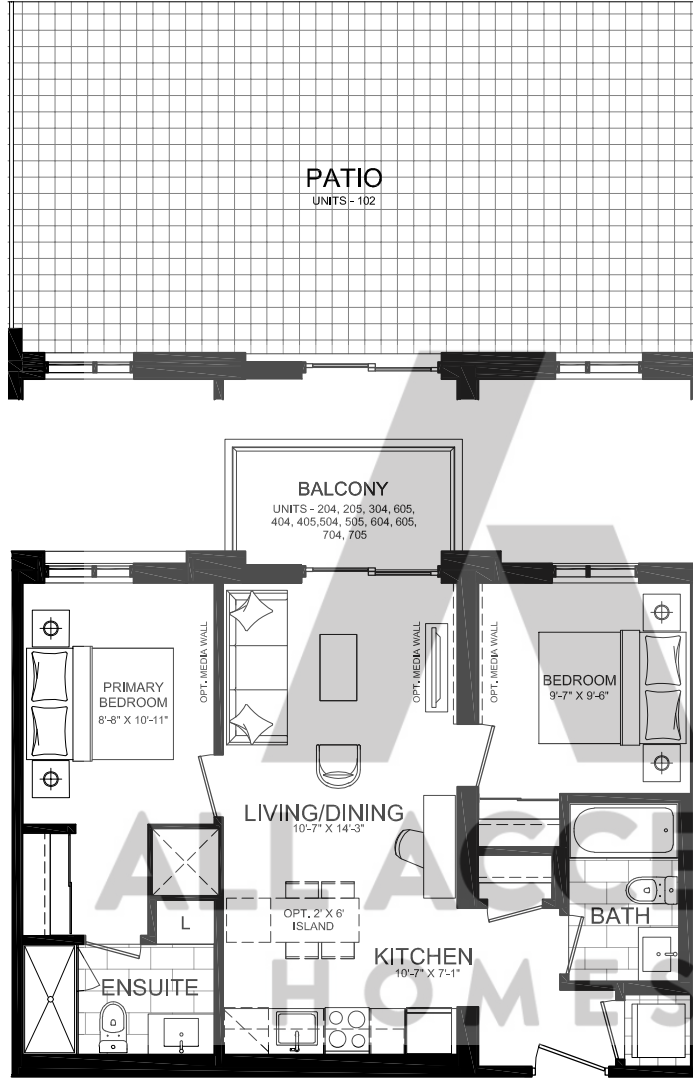 PATIO
UNITS - 102
BALCONY
UNITS - 204, 205, 304, 605,
404, 405,504, 505, 604, 605,
704, 705
OPT. MEDIA WALL
OPT. MEDIA WALL
OPT. MEDIA WALL
PRIMARY
BEDROOM
8'-8" X 10'-11"
BEDROOM
9'-7" X 9'-6"
LIVING/DINING
10'-7" X 14'-3"
ALL ACCE
OPT. 2' X 6'
ISLAND
L
BATH
KITCHEN
10'-7" X 7'-1"
ENSUITE
HOMES